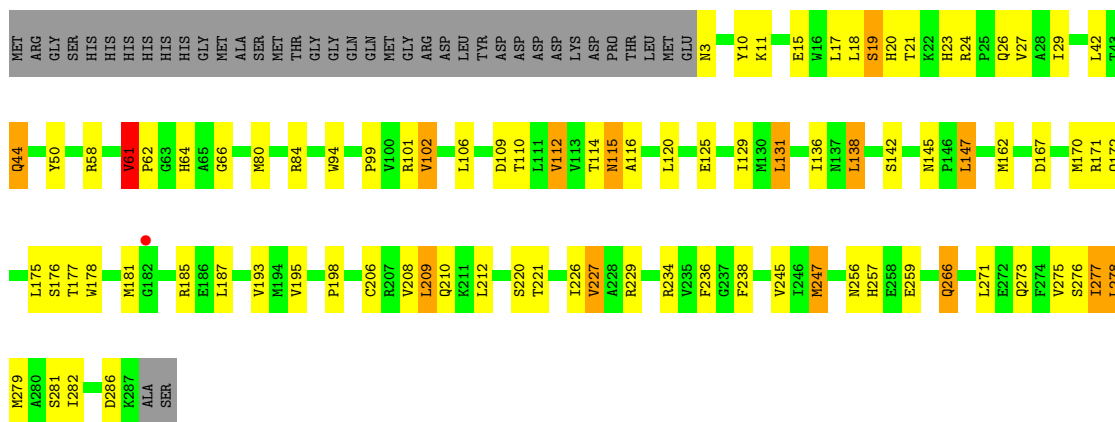 MET ARG GLY SER HIS HIS HIS HIS HIS HIS GLY MET ALA SER MET THR GLY GLY GLN GLN MET GLY ARG ASP LEU TYR ASP ASP ASP ASP LYS ASP PRO THR LEU MET GLU N3 Y10 K11 E15 W16 L17 L18 S19 H20 T21 K22 H23 R24 P25 Q26 V27 A28 I29 L42 T43
Q44 Y50 R58 V61 P62 G63 H64 A65 G66 M80 R84 W94 P99 V100 R101 V102 L106 D109 T110 L111 V112 V113 T114 N115 A116 L120 E125 I129 M130 L131 I136 N137 L138 S142 N145 P146 L147 M162 D167 M170 R171
L175 S176 T177 W178 M181 G182 R185 E186 L187 V193 M194 V195 P198 C206 R207 V208 L209 Q210 K211 L212 S220 T221 I226 V227 A228 R229 R234 V235 F236 G237 F238 V245 I246 M247 N256 H257 E258 E259 Q266 L271 E272 Q273 F274 V275 S276 I277 L278
M279 A280 S281 I282 D286 K287 ALA SER